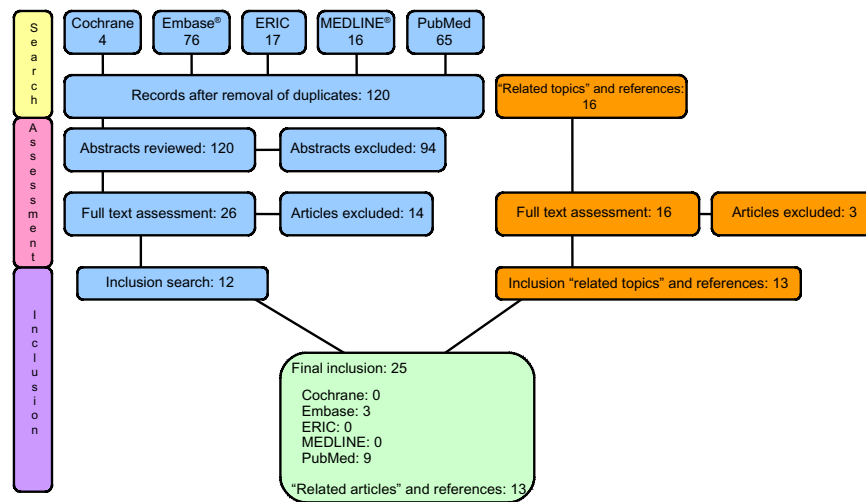 Search
Cochrane
4
Embase®
76
ERIC
17
MEDLINE®
16
PubMed
65
Records after removal of duplicates: 120
“Related topics” and references:
16
Assessment
Abstracts reviewed: 120
Abstracts excluded: 94
Full text assessment: 26
Articles excluded: 14
Full text assessment: 16
Articles excluded: 3
Inclusion
Inclusion search: 12
Inclusion “related topics” and references: 13
Final inclusion: 25
Cochrane: 0
Embase: 3
ERIC: 0
MEDLINE: 0
PubMed: 9
“Related articles” and references: 13